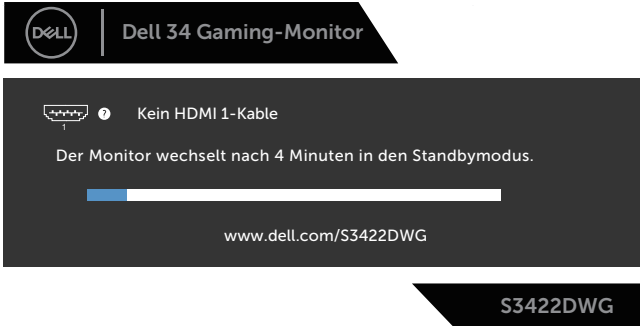 DELL
Dell 34 Gaming-Monitor
? Kein HDMI 1-Kable
1
Der Monitor wechselt nach 4 Minuten in den Standbymodus.
www.dell.com/S3422DWG
S3422DWG